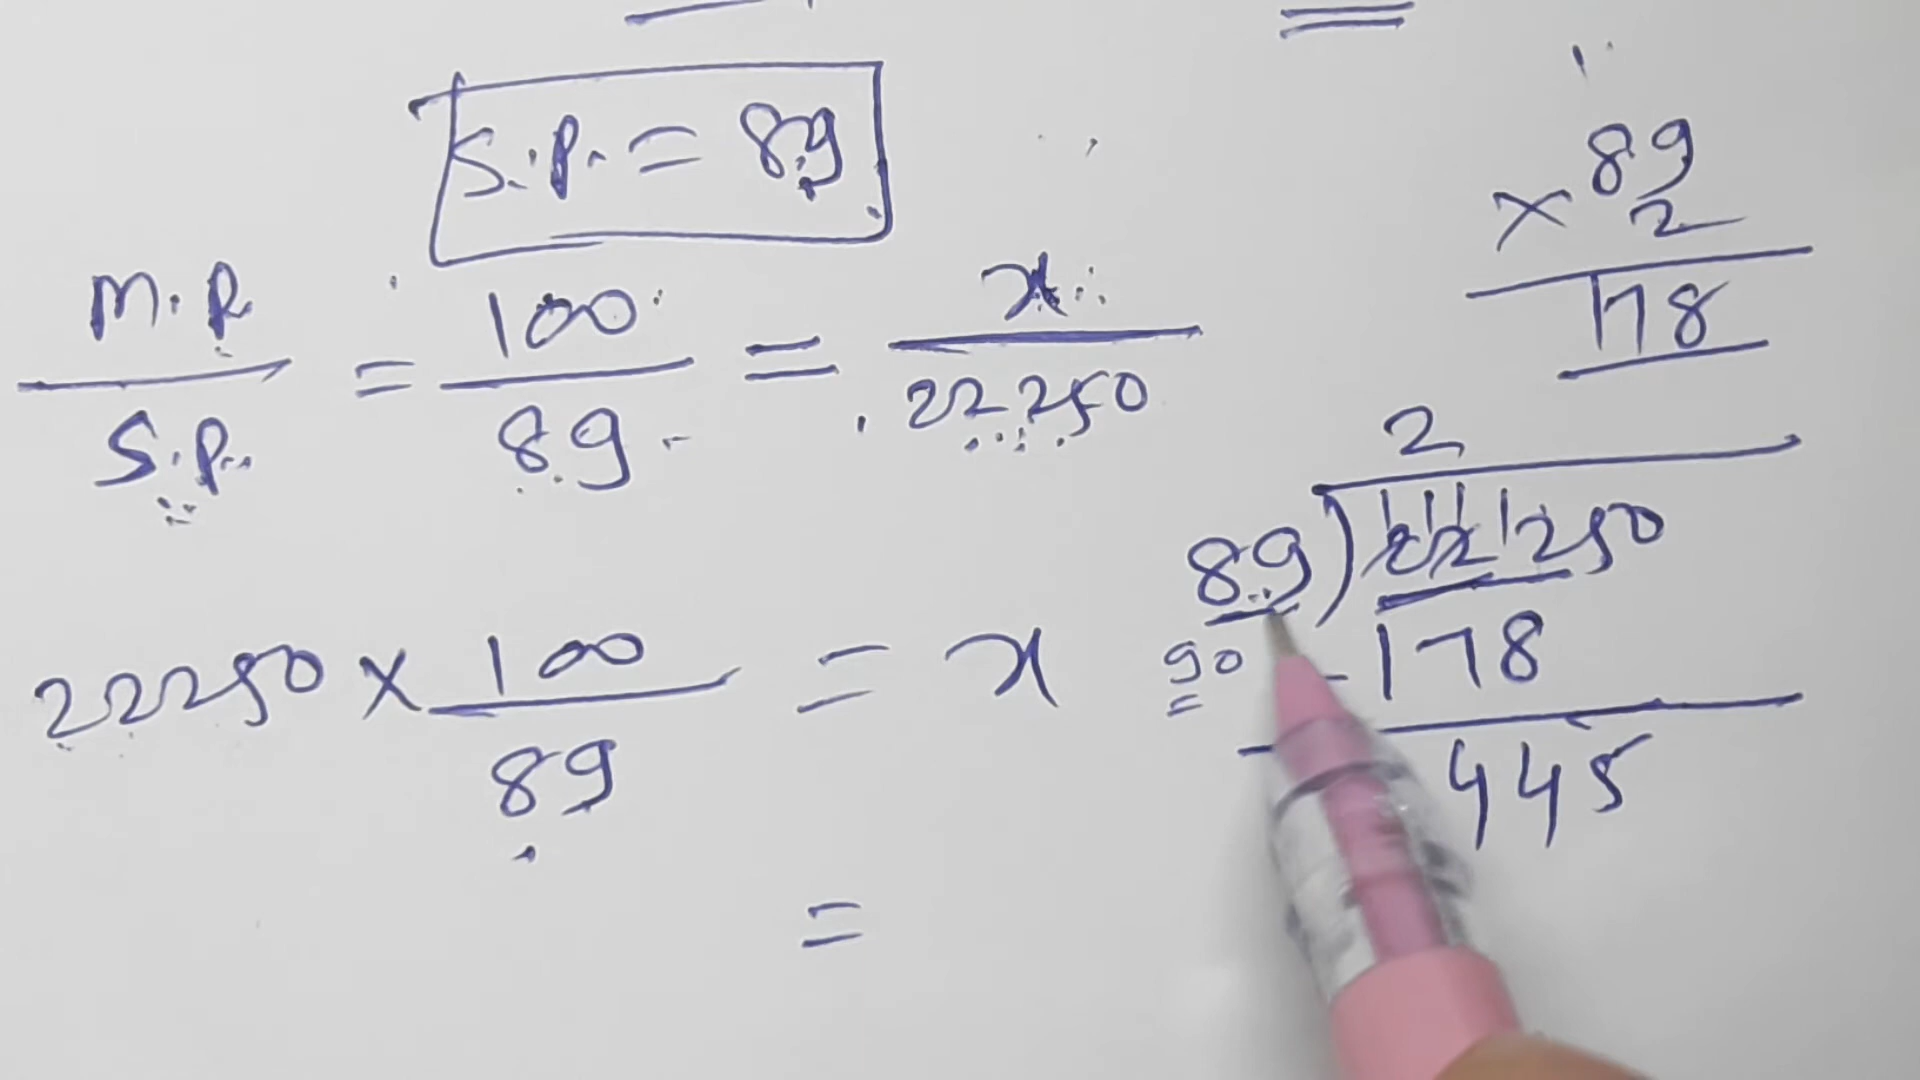 S.P. = 89
M.P. / S.P. = 100 / 89 = x / 22250
22250 × 100 / 89 = x
=
89
× 2
178
2
89 ) 22250
90
- 178
445